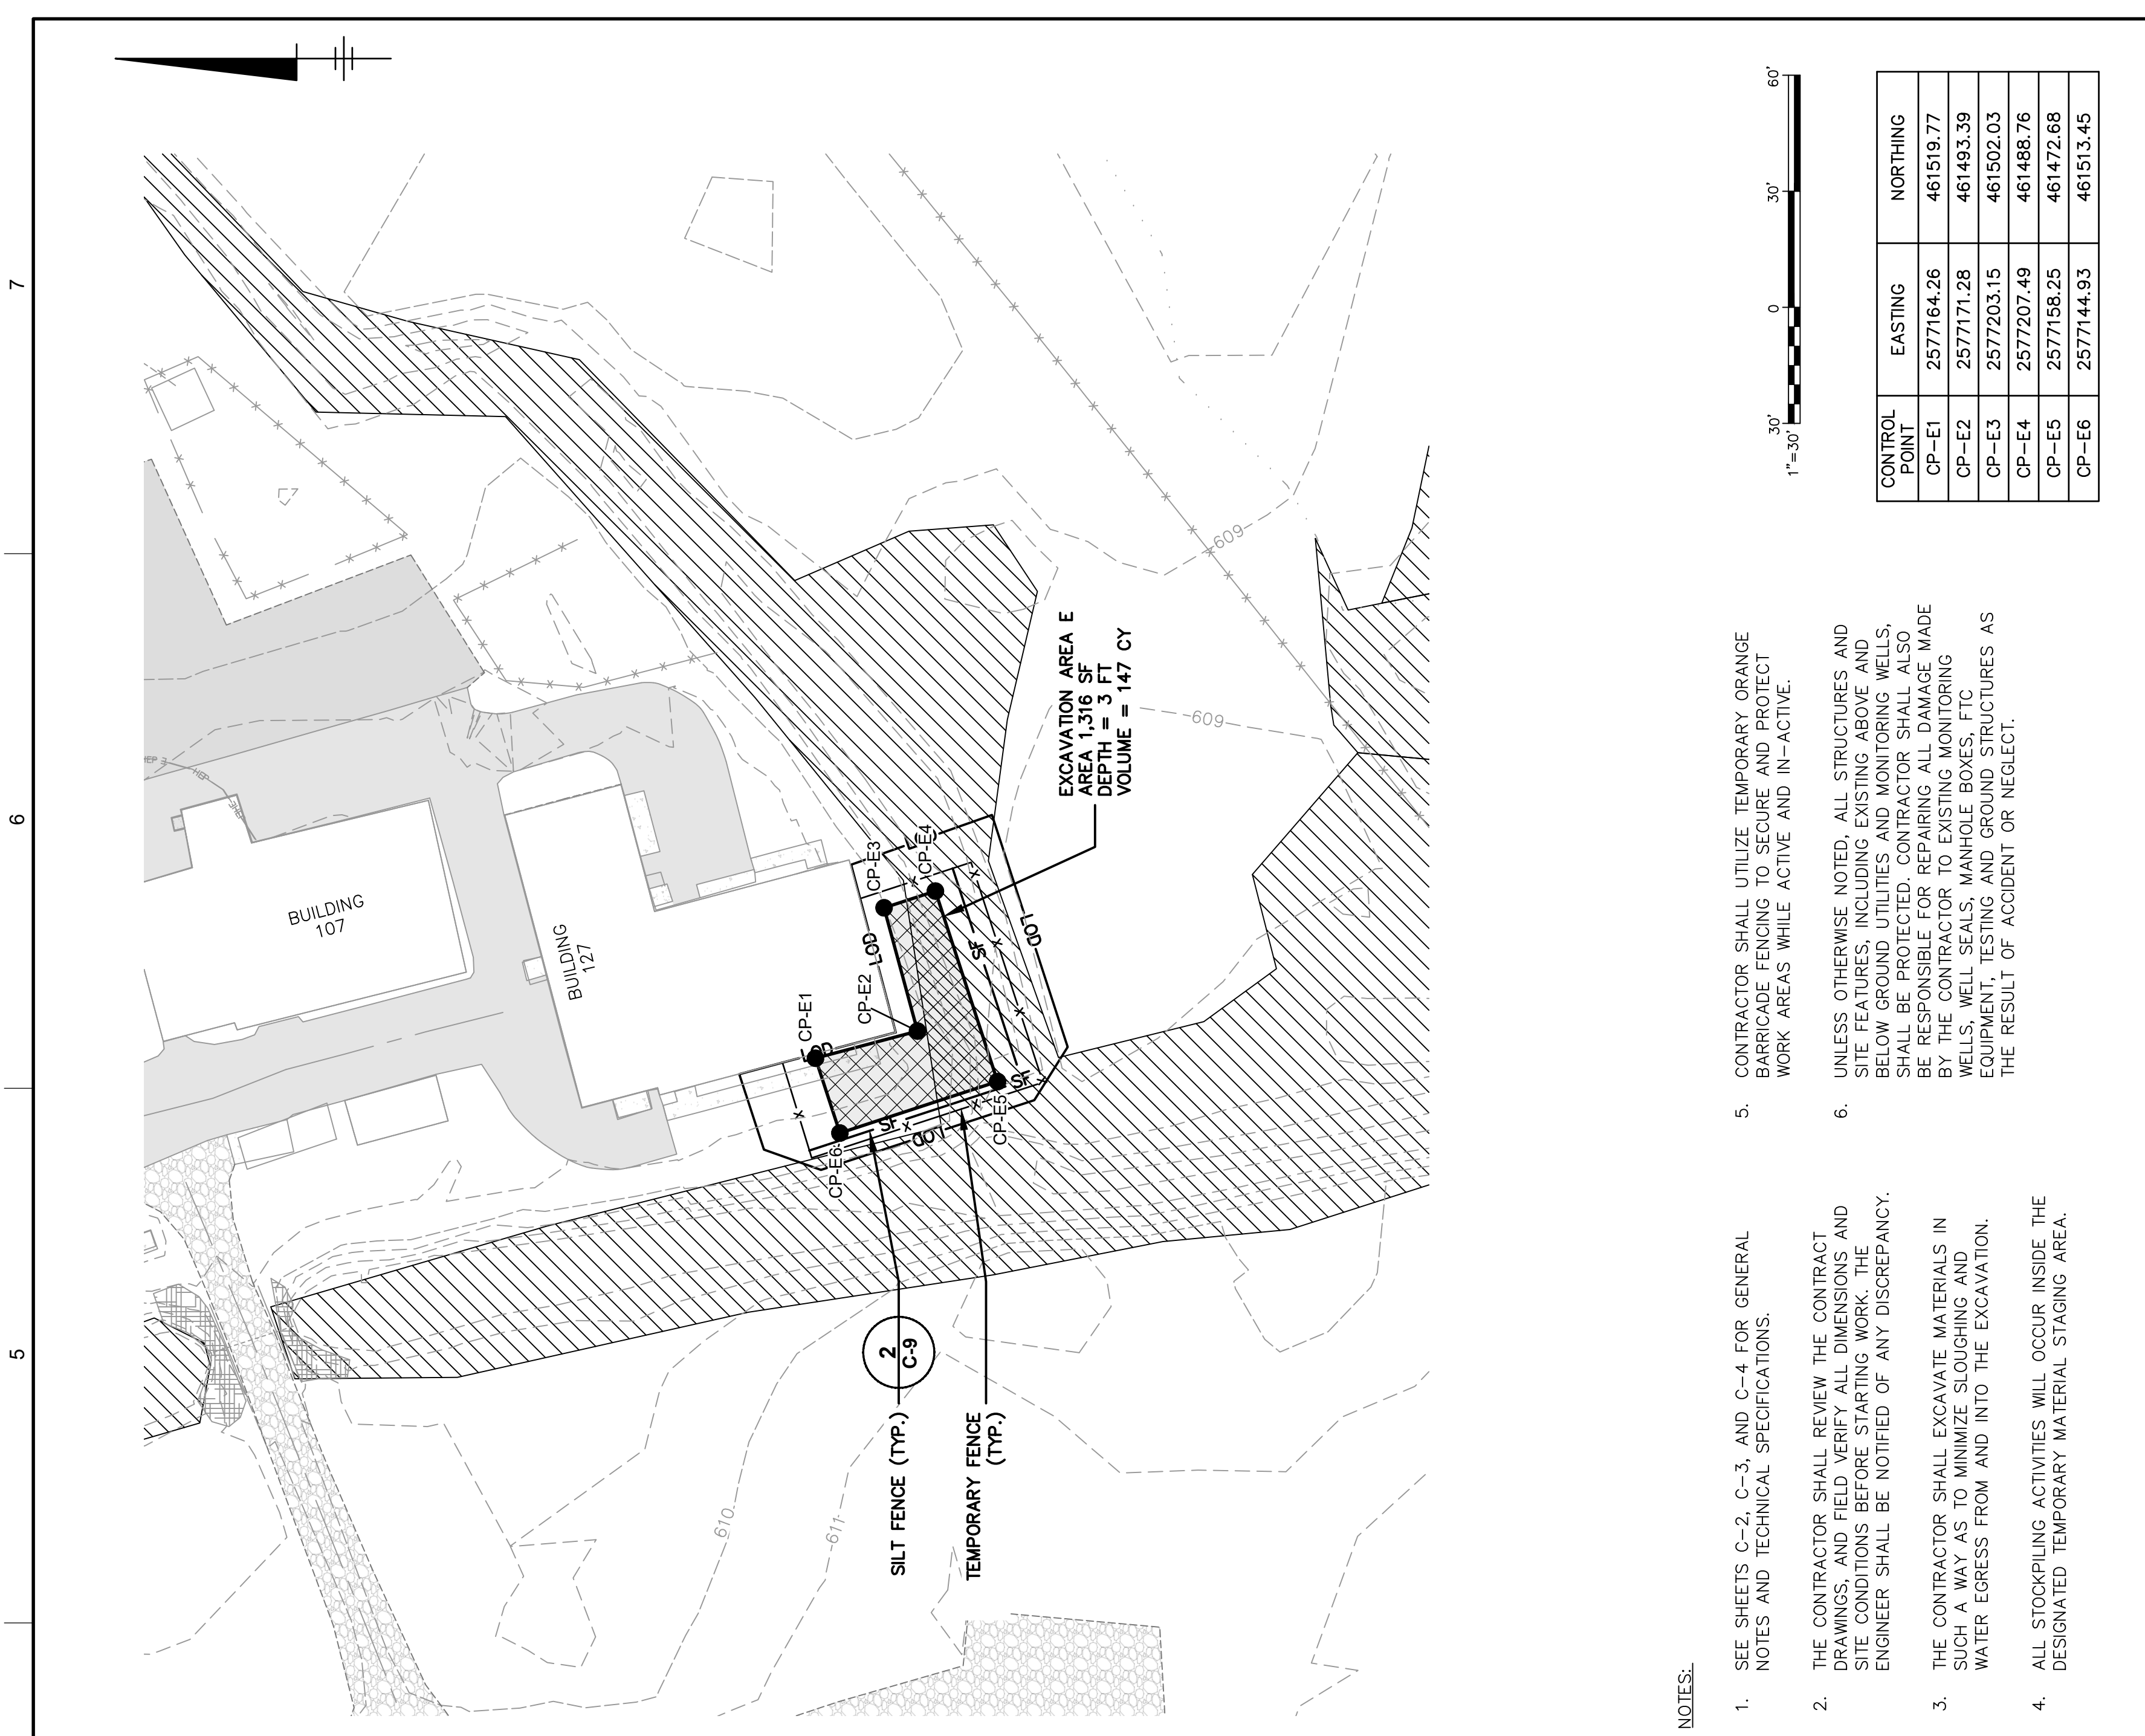 5
6
7
BUILDING
107
BUILDING
127
HEP 3
HEP
3HE
CP-E1
CP-E2
CP-E3
CP-E4
CP-E5
CP-E6
LOD
LOD
LOD
LOD
LOD
SF
SF
SF
EXCAVATION AREA E
AREA 1,316 SF
DEPTH = 3 FT
VOLUME = 147 CY
609
609
610
611
2
C-9
SILT FENCE (TYP.)
TEMPORARY FENCE
(TYP.)
NOTES:
1. SEE SHEETS C-2, C-3, AND C-4 FOR GENERAL
NOTES AND TECHNICAL SPECIFICATIONS.
2. THE CONTRACTOR SHALL REVIEW THE CONTRACT
DRAWINGS, AND FIELD VERIFY ALL DIMENSIONS AND
SITE CONDITIONS BEFORE STARTING WORK. THE
ENGINEER SHALL BE NOTIFIED OF ANY DISCREPANCY.
3. THE CONTRACTOR SHALL EXCAVATE MATERIALS IN
SUCH A WAY AS TO MINIMIZE SLOUGHING AND
WATER EGRESS FROM AND INTO THE EXCAVATION.
4. ALL STOCKPILING ACTIVITIES WILL OCCUR INSIDE THE
DESIGNATED TEMPORARY MATERIAL STAGING AREA.
5. CONTRACTOR SHALL UTILIZE TEMPORARY ORANGE
BARRICADE FENCING TO SECURE AND PROTECT
WORK AREAS WHILE ACTIVE AND IN-ACTIVE.
6. UNLESS OTHERWISE NOTED, ALL STRUCTURES AND
SITE FEATURES, INCLUDING EXISTING ABOVE AND
BELOW GROUND UTILITIES AND MONITORING WELLS,
SHALL BE PROTECTED. CONTRACTOR SHALL ALSO
BE RESPONSIBLE FOR REPAIRING ALL DAMAGE MADE
BY THE CONTRACTOR TO EXISTING MONITORING
WELLS, WELL SEALS, MANHOLE BOXES, FTC
EQUIPMENT, TESTING AND GROUND STRUCTURES AS
THE RESULT OF ACCIDENT OR NEGLECT.
30' 0 30' 60'
1"=30'
CONTROL POINT EASTING NORTHING
CP-E1 2577164.26 461519.77
CP-E2 2577171.28 461493.39
CP-E3 2577203.15 461502.03
CP-E4 2577207.49 461488.76
CP-E5 2577158.25 461472.68
CP-E6 2577144.93 461513.45